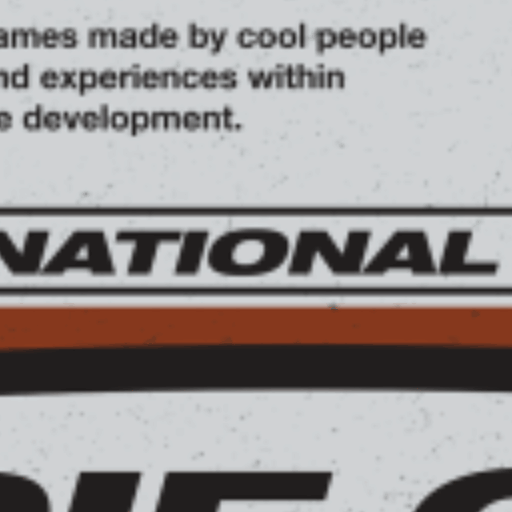 ames made by cool people
nd experiences within
e development.
NATIONAL